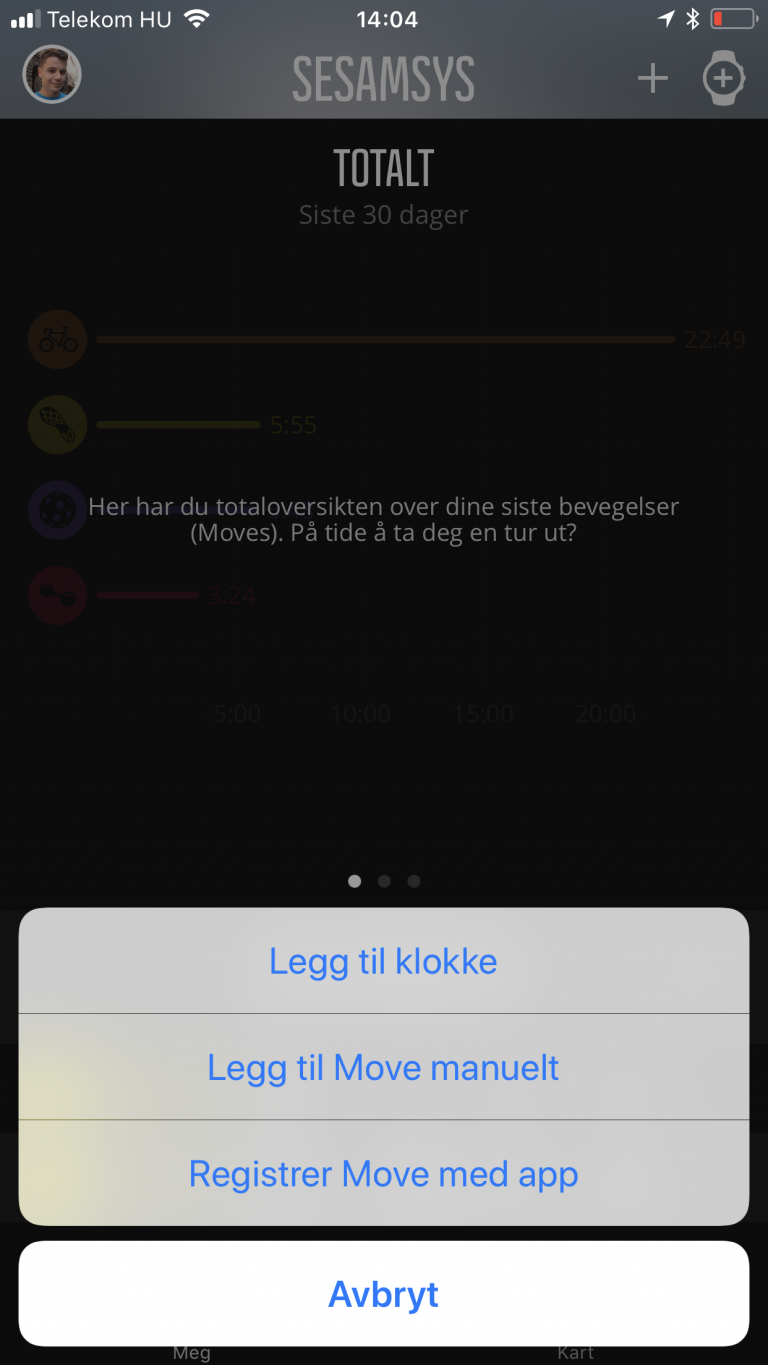 Telekom HU
14:04
SESAMSYS
TOTALT
Siste 30 dager
22:49
5:55
Her har du totaloversikten over dine siste bevegelser
(Moves). På tide å ta deg en tur ut?
3:24
5:00 10:00 15:00 20:00
Legg til klokke
Legg til Move manuelt
Registrer Move med app
Avbryt
Meg Kart